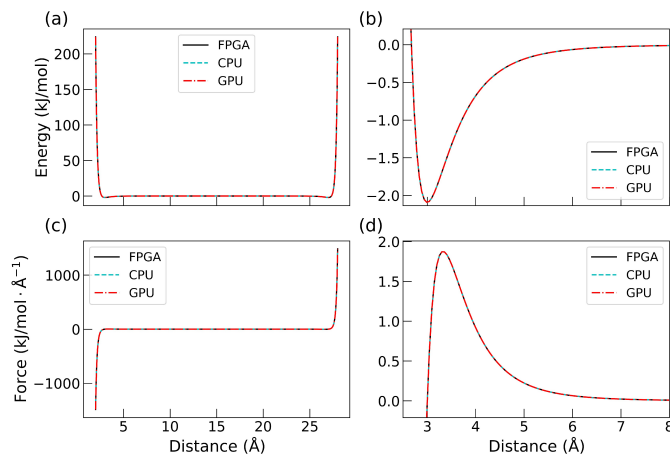 (a)
FPGA
CPU
GPU
200
150
100
50
0
Energy (kJ/mol)
(b)
0.0
−0.5
−1.0
−1.5
−2.0
FPGA
CPU
GPU
(c)
FPGA
CPU
GPU
1000
0
−1000
Force (kJ/mol · Å⁻¹)
5 10 15 20 25
Distance (Å)
(d)
2.0
1.5
1.0
0.5
0.0
FPGA
CPU
GPU
3 4 5 6 7 8
Distance (Å)